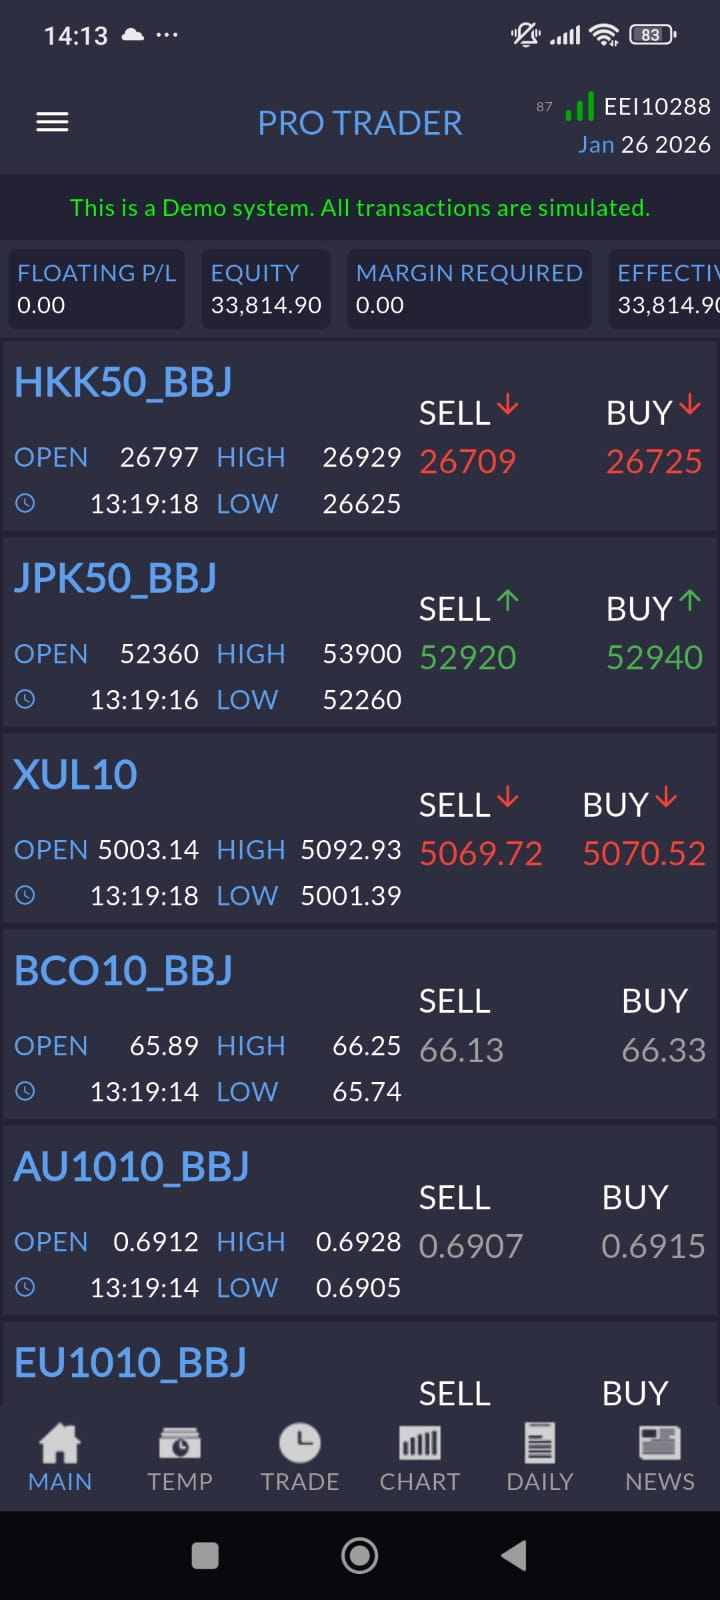 14:13 ...
83
PRO TRADER
87 EEI10288
Jan 26 2026
This is a Demo system. All transactions are simulated.
FLOATING P/L EQUITY MARGIN REQUIRED EFFECTIV
0.00 33,814.90 0.00 33,814.90
HKK50_BBJ
SELL BUY
OPEN 26797 HIGH 26929 26709 26725
13:19:18 LOW 26625
JPK50_BBJ
SELL BUY
OPEN 52360 HIGH 53900 52920 52940
13:19:16 LOW 52260
XUL10
SELL BUY
OPEN 5003.14 HIGH 5092.93 5069.72 5070.52
13:19:18 LOW 5001.39
BCO10_BBJ
SELL BUY
OPEN 65.89 HIGH 66.25 66.13 66.33
13:19:14 LOW 65.74
AU1010_BBJ
SELL BUY
OPEN 0.6912 HIGH 0.6928 0.6907 0.6915
13:19:14 LOW 0.6905
EU1010_BBJ
SELL BUY
MAIN TEMP TRADE CHART DAILY NEWS